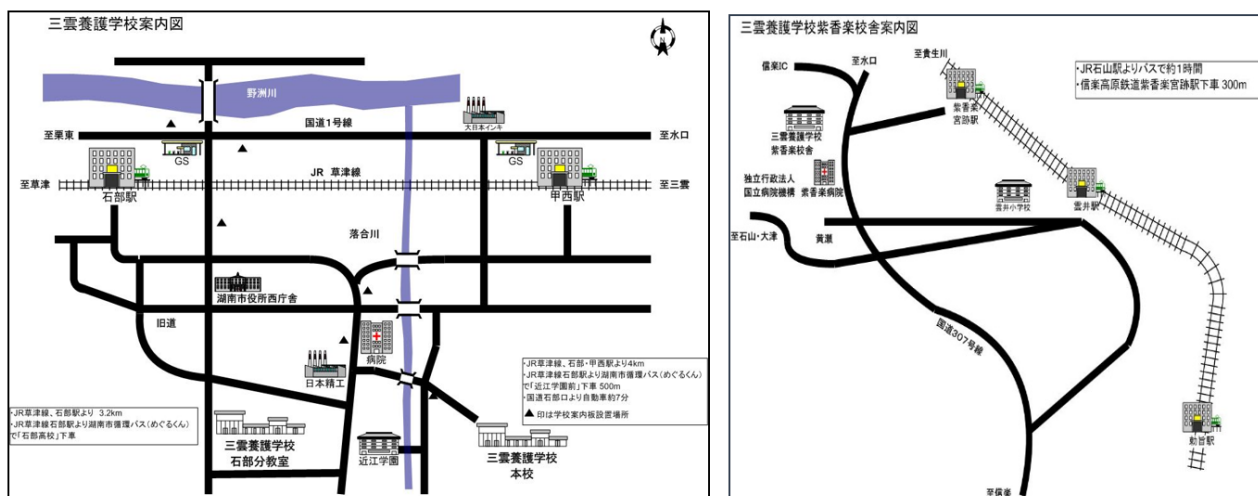 三雲養護学校案内図
野洲川
大日本インキ
至栗東
国道1号線
至水口
GS
GS
至草津
JR 草津線
至三雲
石部駅
甲西駅
落合川
湖南市役所西庁舎
旧道
病院
日本精工
・JR草津線、石部・甲西駅より4km
・JR草津線石部駅より湖南市循環バス(めぐるくん)
で「近江学園前」下車 500m
・国道石部口より自動車約7分
▲ 印は学校案内板設置場所
・JR草津線、石部駅より 3.2km
・JR草津線石部駅より湖南市循環バス(めぐるくん)
で「石部高校」下車
三雲養護学校
石部分教室
近江学園
三雲養護学校
本校
三雲養護学校紫香楽校舎案内図
至貴生川
信楽IC
至水口
・JR石山駅よりバスで約1時間
・信楽高原鉄道紫香楽宮跡駅下車 300m
紫香楽
宮跡駅
三雲養護学校
紫香楽校舎
独立行政法人
国立病院機構 紫香楽病院
雲井小学校
雲井駅
至石山・大津
黄瀬
国道307号線
勅旨駅
至信楽